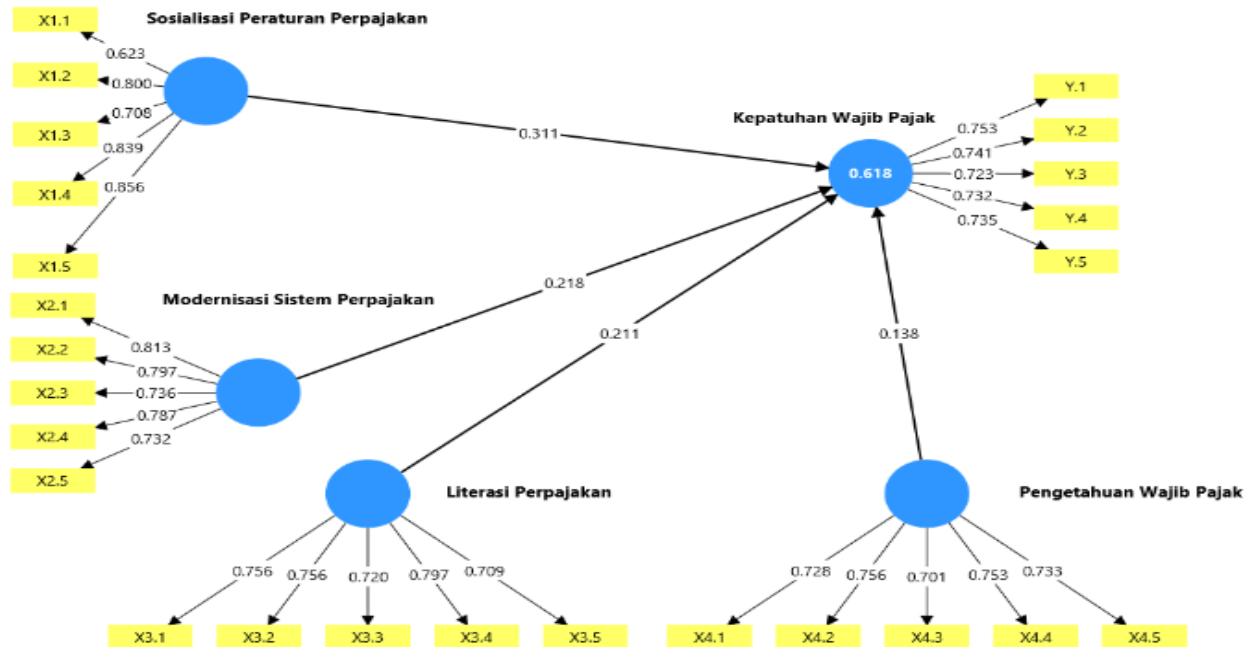 Sosialisasi Peraturan Perpajakan
X1.1
0.623
X1.2
0.800
X1.3
0.708
X1.4
0.839
X1.5
0.856
0.311
Kepatuhan Wajib Pajak
0.618
Y.1
0.753
Y.2
0.741
Y.3
0.723
Y.4
0.732
Y.5
0.735
Modernisasi Sistem Perpajakan
X2.1
0.813
X2.2
0.797
X2.3
0.736
X2.4
0.787
X2.5
0.732
0.218
0.211
0.138
Literasi Perpajakan
0.756
0.756
0.720
0.797
0.709
X3.1
X3.2
X3.3
X3.4
X3.5
Pengetahuan Wajib Pajak
0.728
0.756
0.701
0.753
0.733
X4.1
X4.2
X4.3
X4.4
X4.5